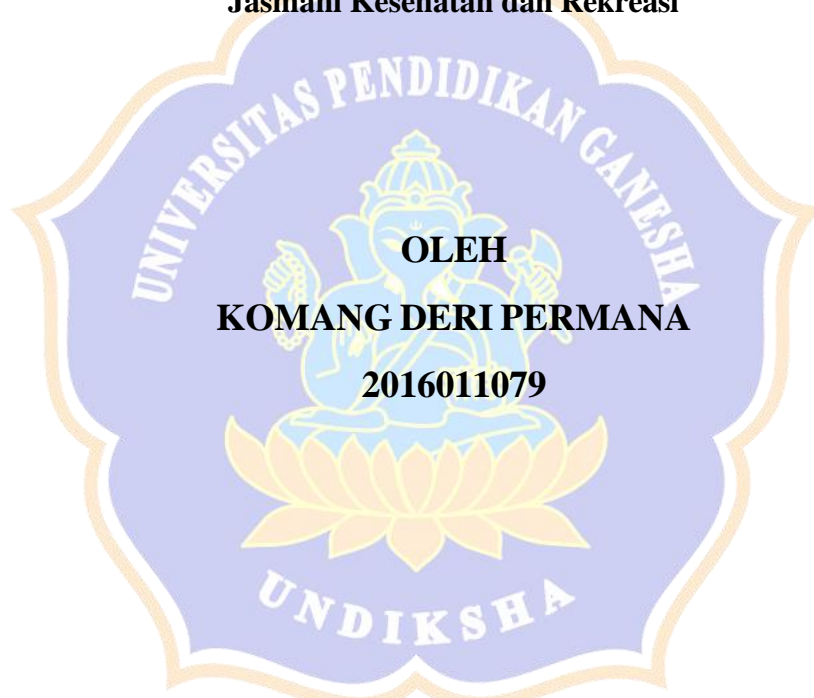 Jasmani Kesehatan dan Rekreasi
UNIVERSITAS PENDIDIKAN GANESHA
OLEH
KOMANG DERI PERMANA
2016011079
UNDIKSHA